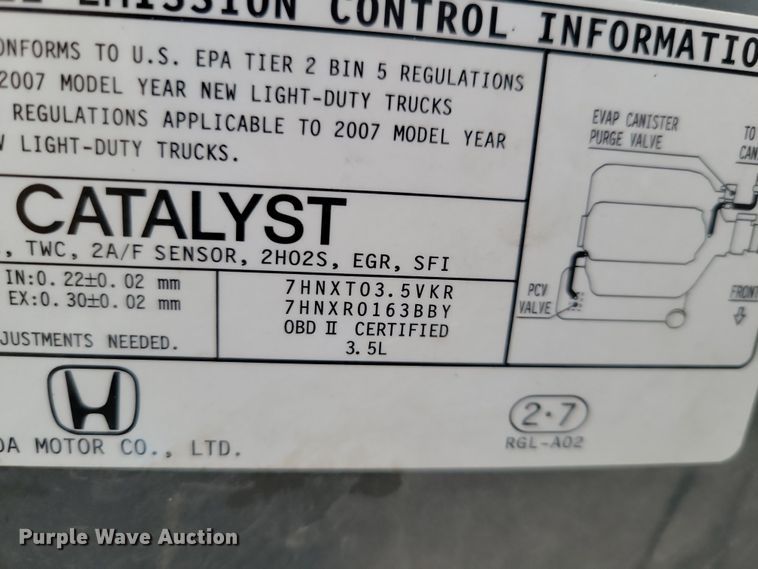 EMISSION CONTROL INFORMATIO
ONFORMS TO U.S. EPA TIER 2 BIN 5 REGULATIONS
2007 MODEL YEAR NEW LIGHT-DUTY TRUCKS
REGULATIONS APPLICABLE TO 2007 MODEL YEAR
W LIGHT-DUTY TRUCKS.
CATALYST
, TWC, 2A/F SENSOR, 2HO2S, EGR, SFI
IN:0.22±0.02 mm
EX:0.30±0.02 mm
JUSTMENTS NEEDED.
7HNXT03.5VKR
7HNXR0163BBY
OBD II CERTIFIED
3.5L
EVAP CANISTER
PURGE VALVE
TO
CAN
PCV
VALVE
FRONT
DA MOTOR CO., LTD.
2·7
RGL-A02
Purple Wave Auction